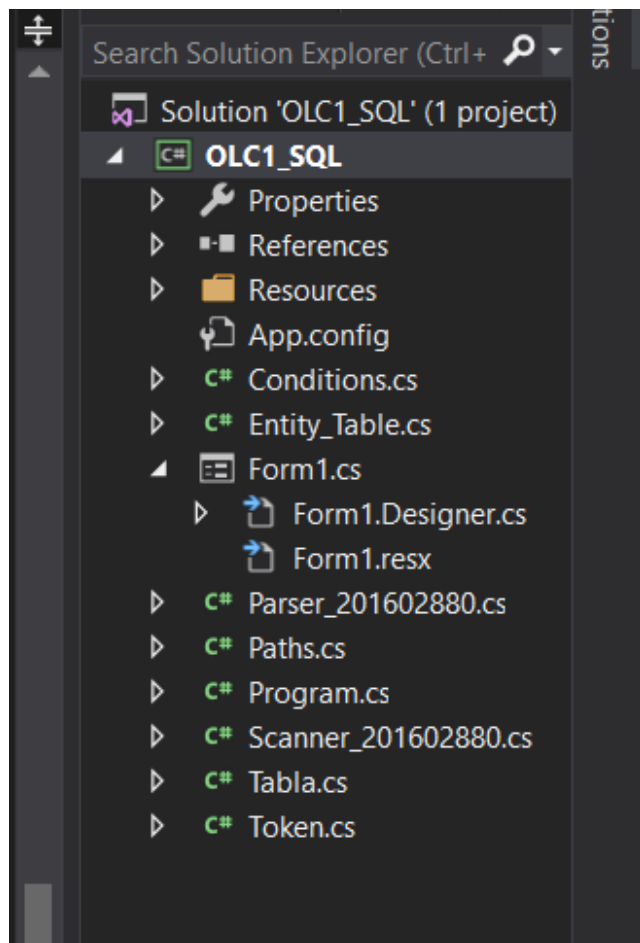 tions
Search Solution Explorer (Ctrl+
Solution 'OLC1_SQL' (1 project)
C# OLC1_SQL
Properties
References
Resources
App.config
C# Conditions.cs
C# Entity_Table.cs
Form1.cs
Form1.Designer.cs
Form1.resx
C# Parser_201602880.cs
C# Paths.cs
C# Program.cs
C# Scanner_201602880.cs
C# Tabla.cs
C# Token.cs